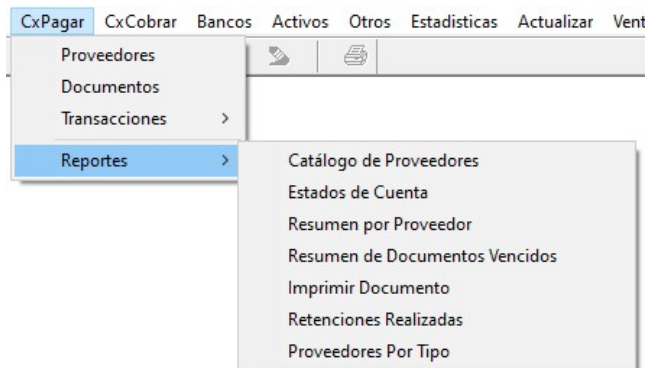 CxPagar CxCobrar Bancos Activos Otros Estadisticas Actualizar Vent
Proveedores
Documentos
Transacciones >
Reportes >
Catálogo de Proveedores
Estados de Cuenta
Resumen por Proveedor
Resumen de Documentos Vencidos
Imprimir Documento
Retenciones Realizadas
Proveedores Por Tipo